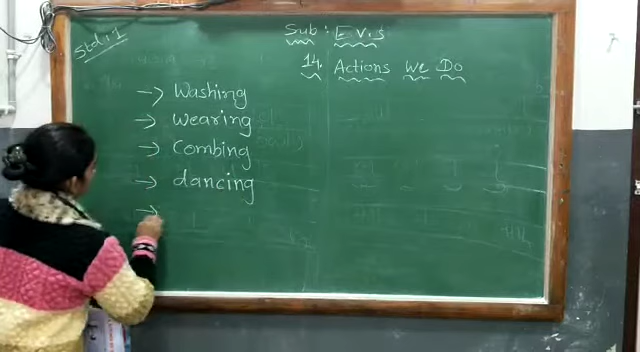 Std: 1
Sub: E.V.S
14. Actions We Do
→ Washing
→ Wearing
→ Combing
→ dancing
→